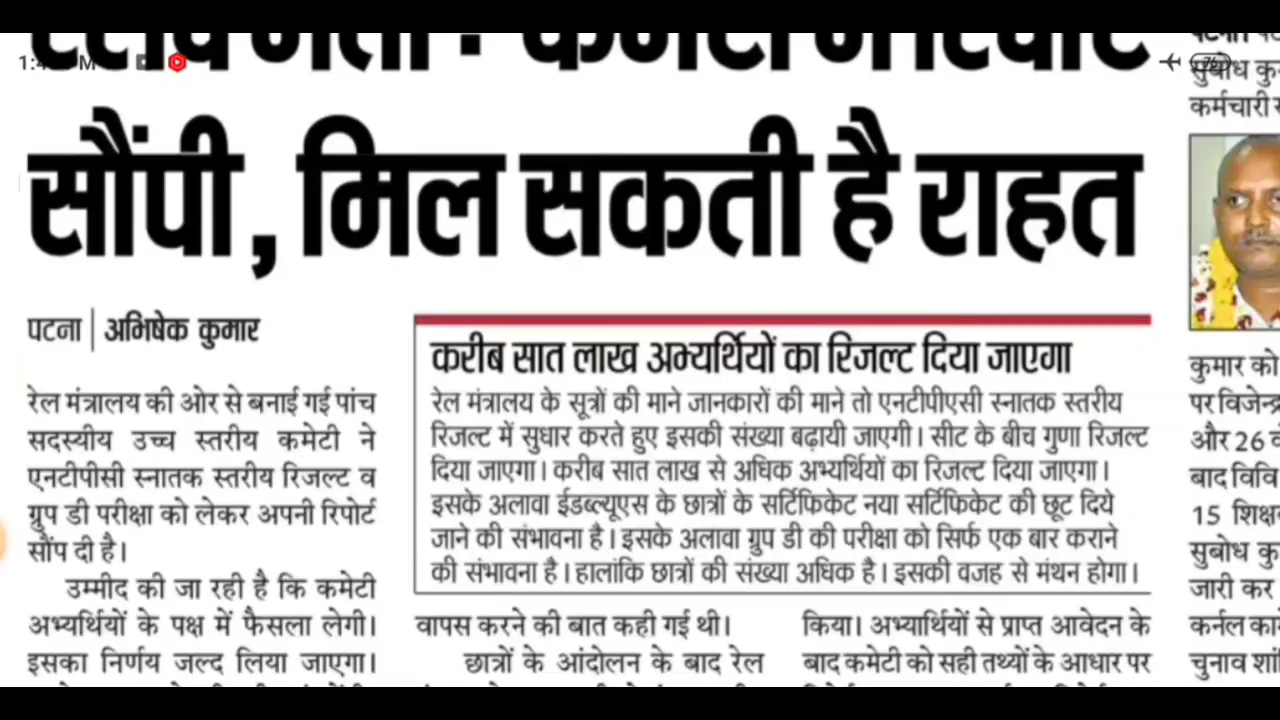 सौंपी, मिल सकती है राहत
पटना | अभिषेक कुमार
रेल मंत्रालय की ओर से बनाई गई पांच
सदस्यीय उच्च स्तरीय कमेटी ने
एनटीपीसी स्नातक स्तरीय रिजल्ट व
ग्रुप डी परीक्षा को लेकर अपनी रिपोर्ट
सौंप दी है।
उम्मीद की जा रही है कि कमेटी
अभ्यर्थियों के पक्ष में फैसला लेगी।
इसका निर्णय जल्द लिया जाएगा।
करीब सात लाख अभ्यर्थियों का रिजल्ट दिया जाएगा
रेल मंत्रालय के सूत्रों की माने जानकारों की माने तो एनटीपीएसी स्नातक स्तरीय
रिजल्ट में सुधार करते हुए इसकी संख्या बढ़ायी जाएगी। सीट के बीच गुणा रिजल्ट
दिया जाएगा। करीब सात लाख से अधिक अभ्यर्थियों का रिजल्ट दिया जाएगा।
इसके अलावा ईडब्ल्यूएस के छात्रों के सर्टिफिकेट नया सर्टिफिकेट की छूट दिये
जाने की संभावना है। इसके अलावा ग्रुप डी की परीक्षा को सिर्फ एक बार कराने
की संभावना है। हालांकि छात्रों की संख्या अधिक है। इसकी वजह से मंथन होगा।
वापस करने की बात कही गई थी।
छात्रों के आंदोलन के बाद रेल
किया। अभ्यार्थियों से प्राप्त आवेदन के
बाद कमेटी को सही तथ्यों के आधार पर
कर्मचारी
कुमार को
पर
और 26
बाद
15
जारी कर
चुनाव